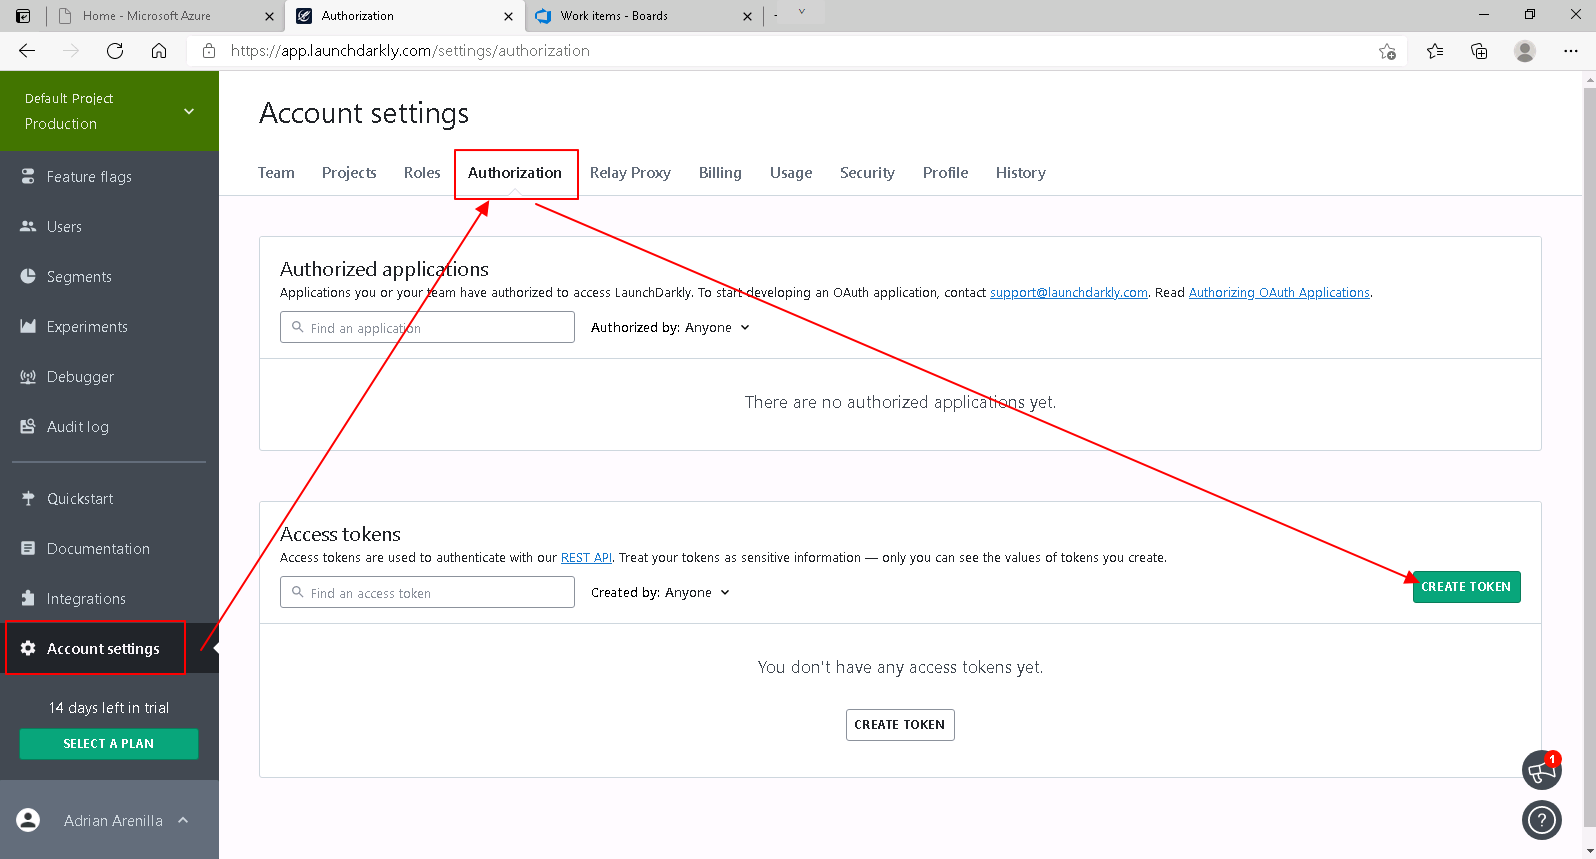 Home - Microsoft Azure
Authorization
Work items - Boards
https://app.launchdarkly.com/settings/authorization
Default Project
Production
Feature flags
Users
Segments
Experiments
Debugger
Audit log
Quickstart
Documentation
Integrations
Account settings
14 days left in trial
SELECT A PLAN
Adrian Arenilla
Account settings
Team Projects Roles Authorization Relay Proxy Billing Usage Security Profile History
Authorized applications
Applications you or your team have authorized to access LaunchDarkly. To start developing an OAuth application, contact support@launchdarkly.com. Read Authorizing OAuth Applications.
Find an application
Authorized by: Anyone
There are no authorized applications yet.
Access tokens
Access tokens are used to authenticate with our REST API. Treat your tokens as sensitive information — only you can see the values of tokens you create.
Find an access token
Created by: Anyone
CREATE TOKEN
You don't have any access tokens yet.
CREATE TOKEN
1
?